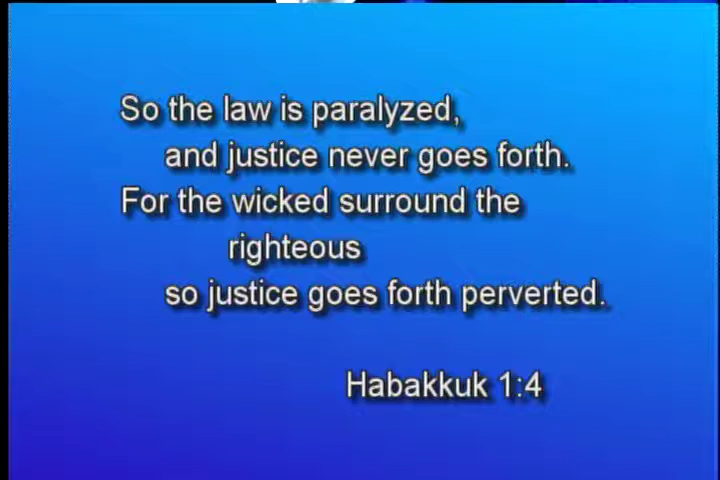 So the law is paralyzed,
and justice never goes forth.
For the wicked surround the
righteous
so justice goes forth perverted.
Habakkuk 1:4